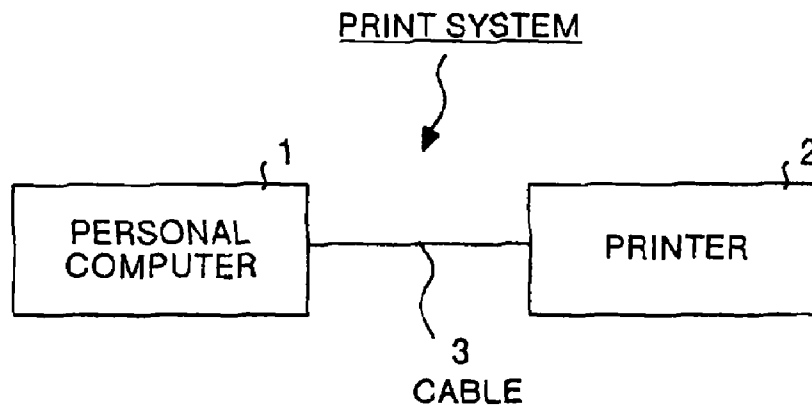 PRINT SYSTEM
1
2
PERSONAL
COMPUTER
PRINTER
3
CABLE